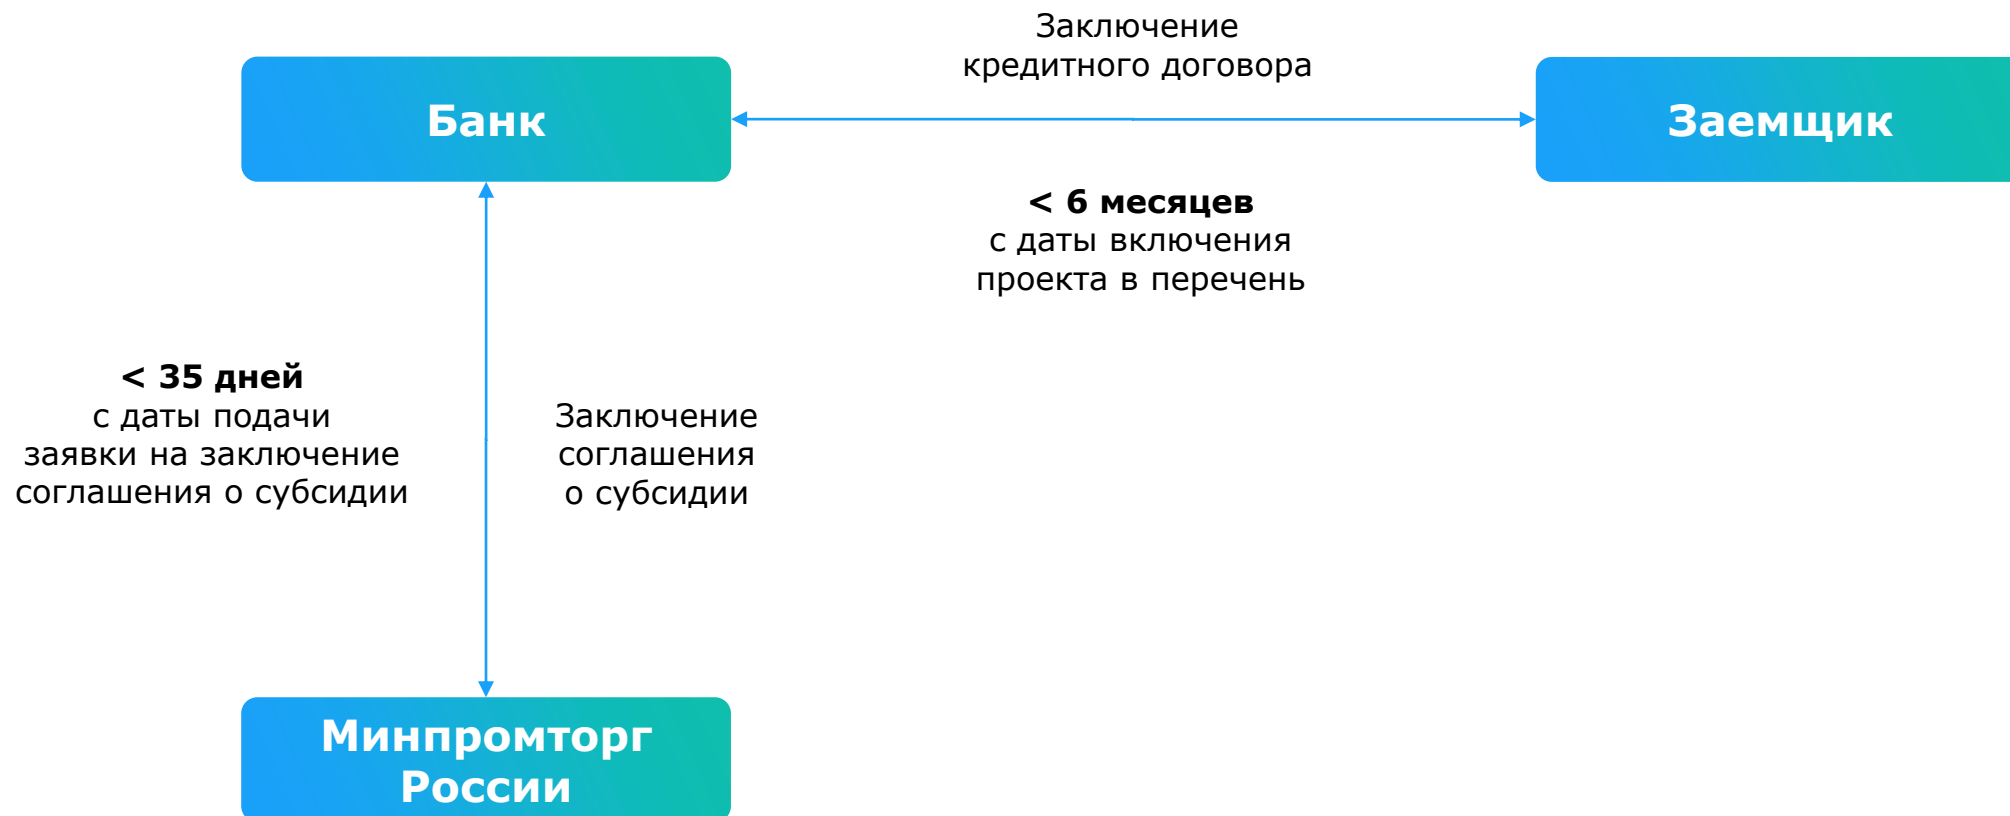 Заключение
кредитного договора
Банк
Заемщик
< 6 месяцев
с даты включения
проекта в перечень
< 35 дней
с даты подачи
заявки на заключение
соглашения о субсидии
Заключение
соглашения
о субсидии
Минпромторг
России